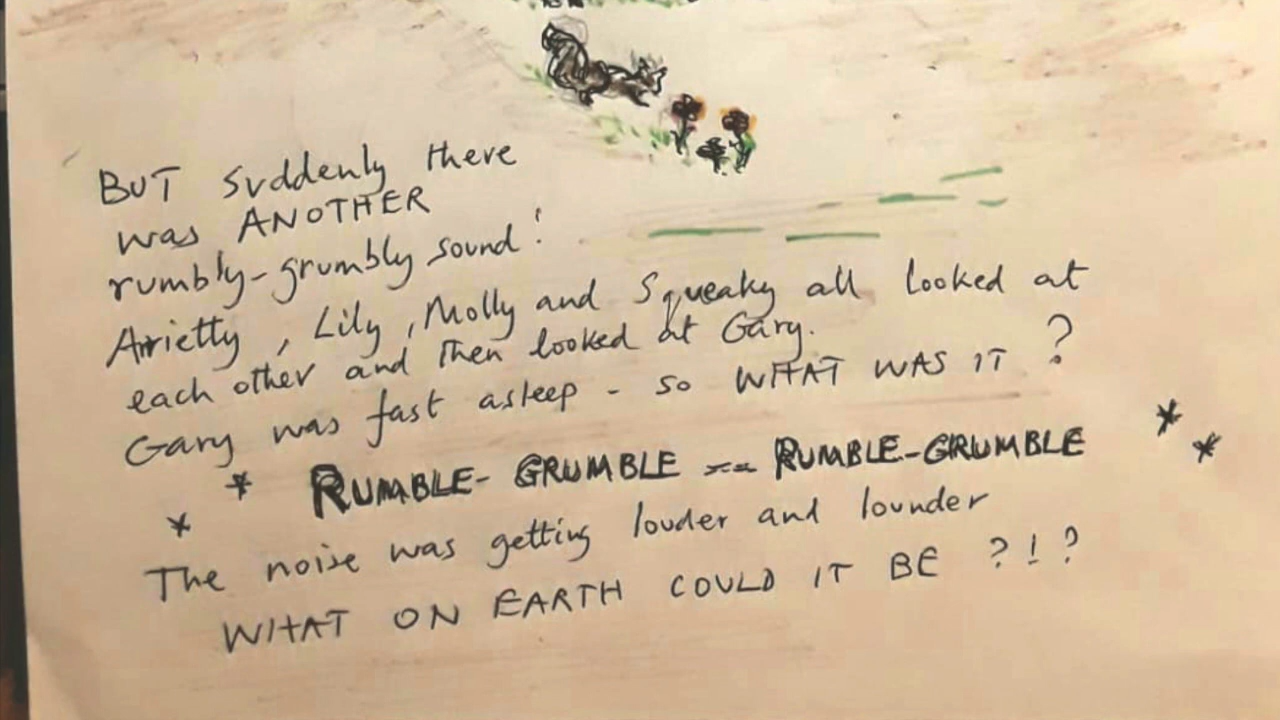 BUT suddenly there
was ANOTHER
rumbly-grumbly sound!
Arrietty, Lily, Molly and Squeaky all looked at
each other and then looked at Gary.
Gary was fast asleep - so WHAT WAS IT ?
* RUMBLE- GRUMBLE -- RUMBLE-GRUMBLE * *
* The noise was getting louder and lounder
WHAT ON EARTH COULD IT BE ?!?